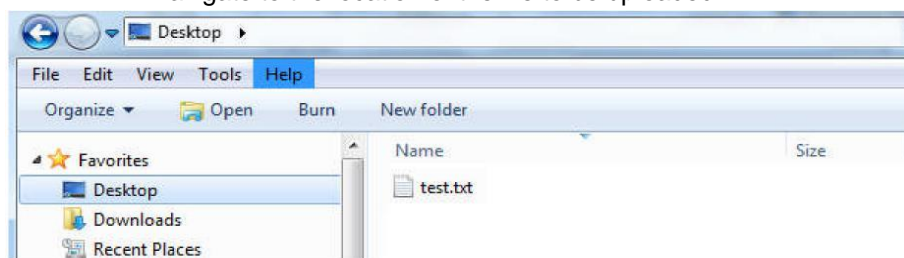 Desktop
File Edit View Tools Help
Organize Open Burn New folder
Name Size
Favorites
Desktop test.txt
Downloads
Recent Places